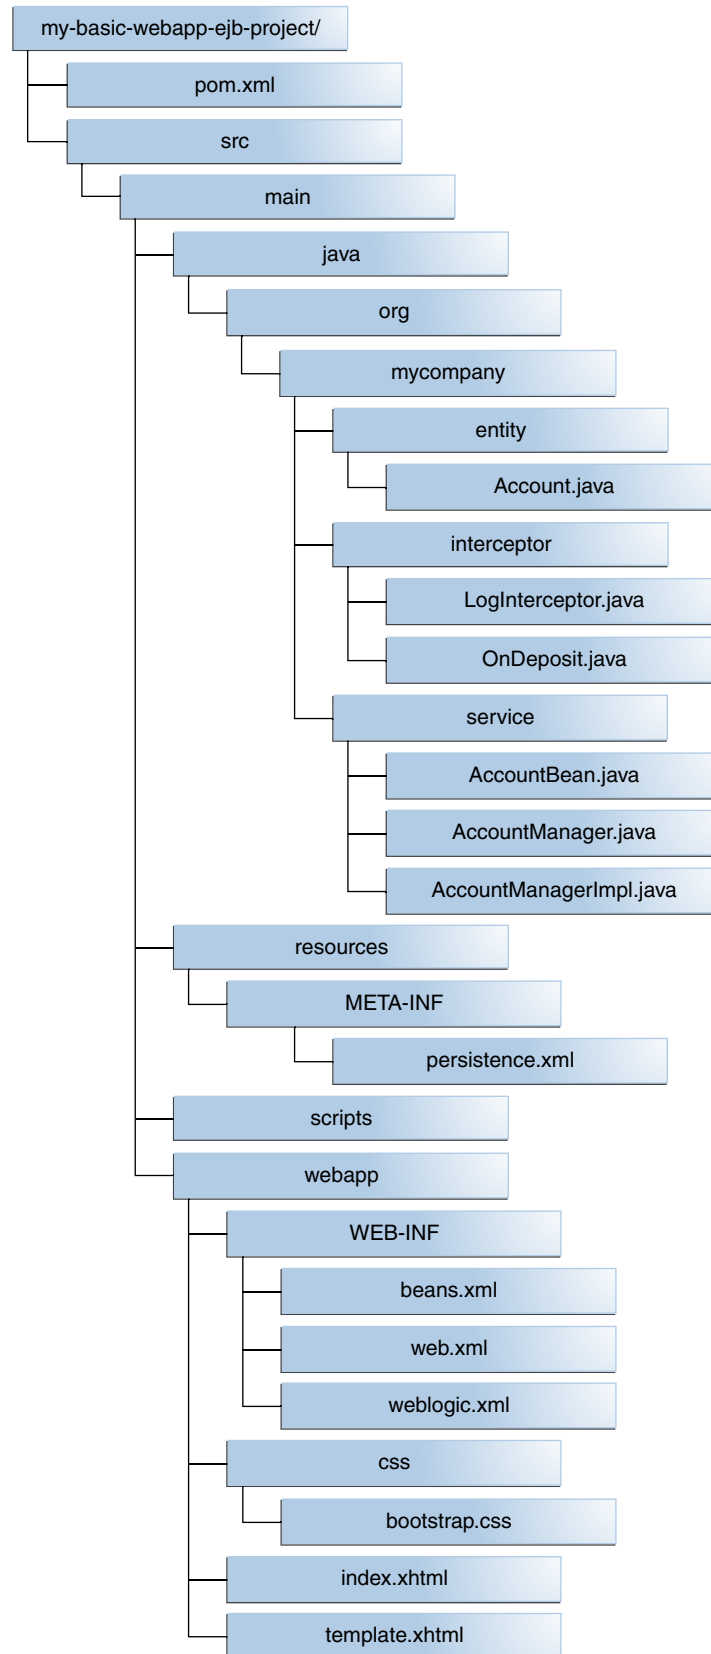 my-basic-webapp-ejb-project/
pom.xml
src
main
java
org
mycompany
entity
Account.java
interceptor
LogInterceptor.java
OnDeposit.java
service
AccountBean.java
AccountManager.java
AccountManagerImpl.java
resources
META-INF
persistence.xml
scripts
webapp
WEB-INF
beans.xml
web.xml
weblogic.xml
css
bootstrap.css
index.xhtml
template.xhtml